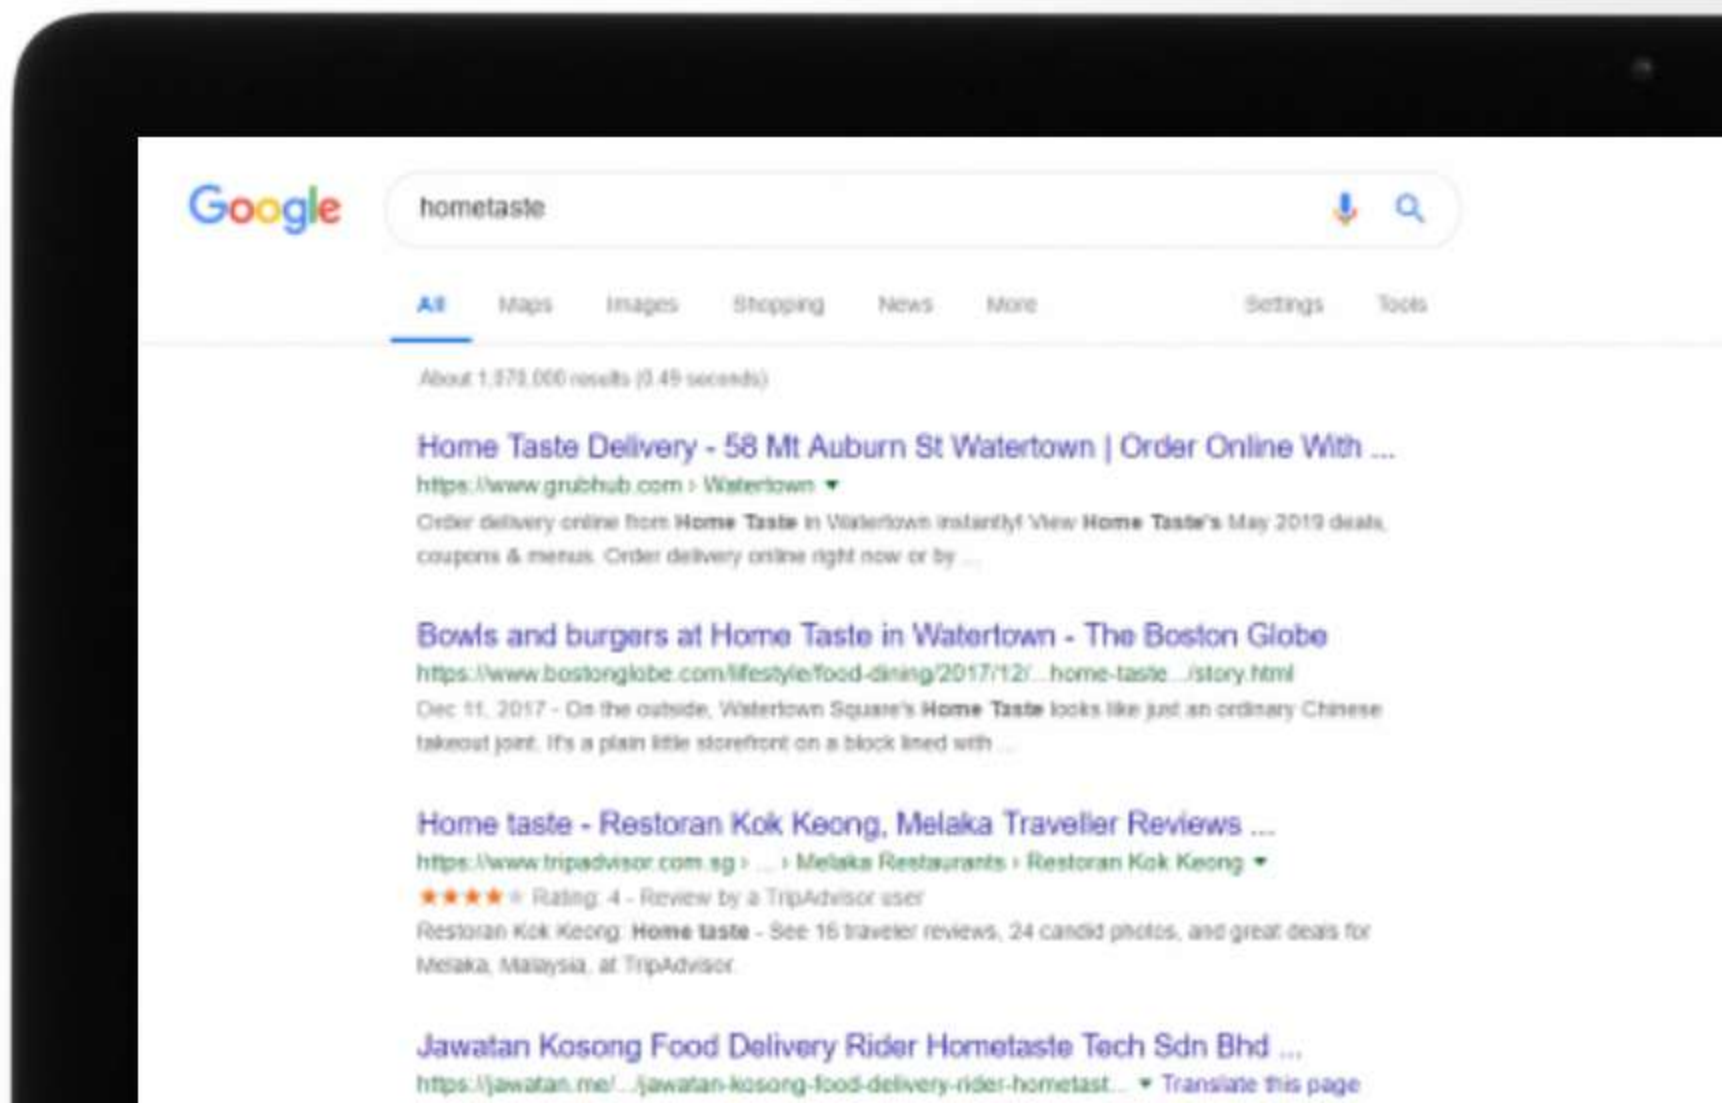 Google
hometaste
All Maps Images Shopping News More Settings Tools
About 1,070,000 results (0.49 seconds)
Home Taste Delivery - 58 Mt Auburn St Watertown | Order Online With ...
https://www.grubhub.com › Watertown ▼
Order delivery online from Home Taste in Watertown instantly! View Home Taste's May 2019 deals,
coupons & menus. Order delivery online right now or by ...
Bowls and burgers at Home Taste in Watertown - The Boston Globe
https://www.bostonglobe.com/lifestyle/food-dining/2017/12/...home-taste.../story.html
Dec 11, 2017 - On the outside, Watertown Square's Home Taste looks like just an ordinary Chinese
takeout joint. It's a plain little storefront on a block lined with ...
Home taste - Restoran Kok Keong, Melaka Traveller Reviews ...
https://www.tripadvisor.com.sg › ... › Melaka Restaurants › Restoran Kok Keong ▼
Rating: 4 - Review by a TripAdvisor user
Restoran Kok Keong: Home taste - See 16 traveler reviews, 24 candid photos, and great deals for
Melaka, Malaysia, at TripAdvisor.
Jawatan Kosong Food Delivery Rider Hometaste Tech Sdn Bhd ...
https://jawatan.me/.../jawatan-kosong-food-delivery-rider-hometast... ▼ Translate this page